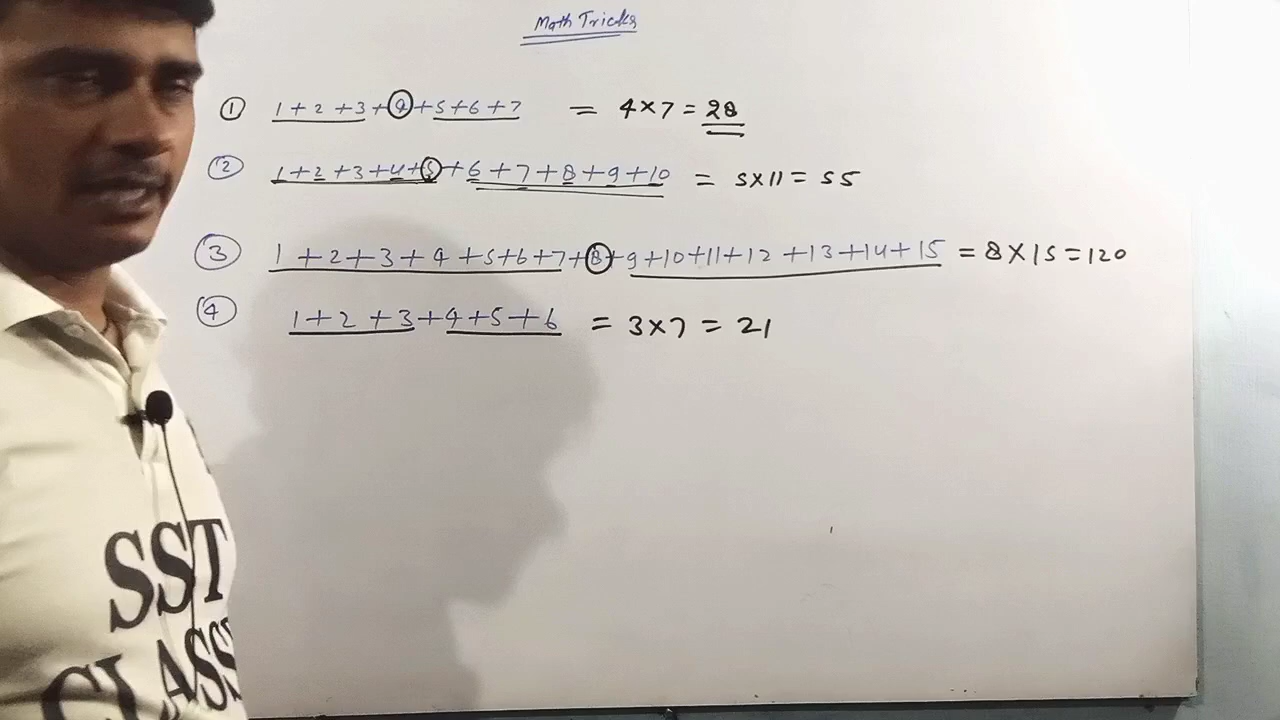 Math Tricks
① 1+2+3+4+5+6+7 = 4×7=28
② 1+2+3+4+5+6+7+8+9+10 = 5×11=55
③ 1+2+3+4+5+6+7+8+9+10+11+12+13+14+15=8×15=120
④ 1+2+3+4+5+6 = 3×7=21
SST
CLASS